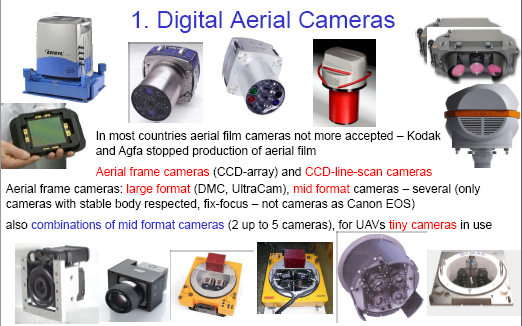 1. Digital Aerial Cameras
In most countries aerial film cameras not more accepted – Kodak
and Agfa stopped production of aerial film
Aerial frame cameras (CCD-array) and CCD-line-scan cameras
Aerial frame cameras: large format (DMC, UltraCam), mid format cameras – several (only
cameras with stable body respected, fix-focus – not cameras as Canon EOS)
also combinations of mid format cameras (2 up to 5 cameras), for UAVs tiny cameras in use